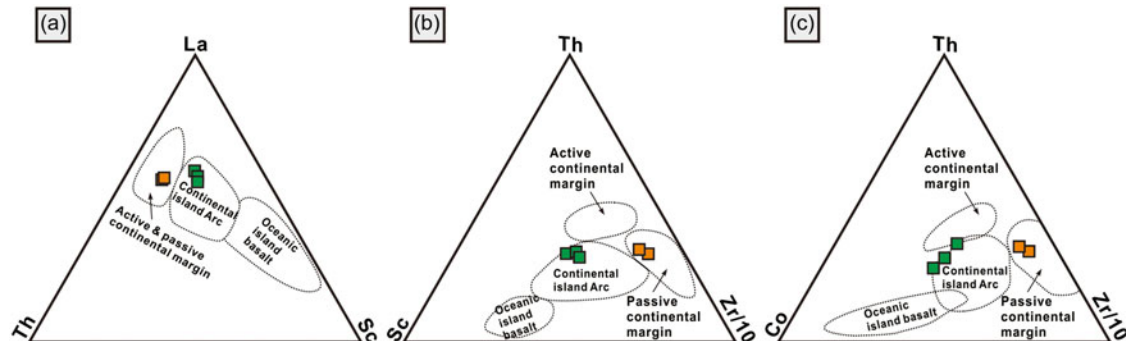 (a)
La
Th
Sc
Active & passive
continental margin
Continental
island Arc
Oceanic
island
basalt
(b)
Th
Sc
Zr/10
Active
continental
margin
Continental
island Arc
Oceanic
island
basalt
Passive
continental
margin
(c)
Th
Co
Zr/10
Active
continental
margin
Continental
island Arc
Oceanic
island basalt
Passive
continental
margin